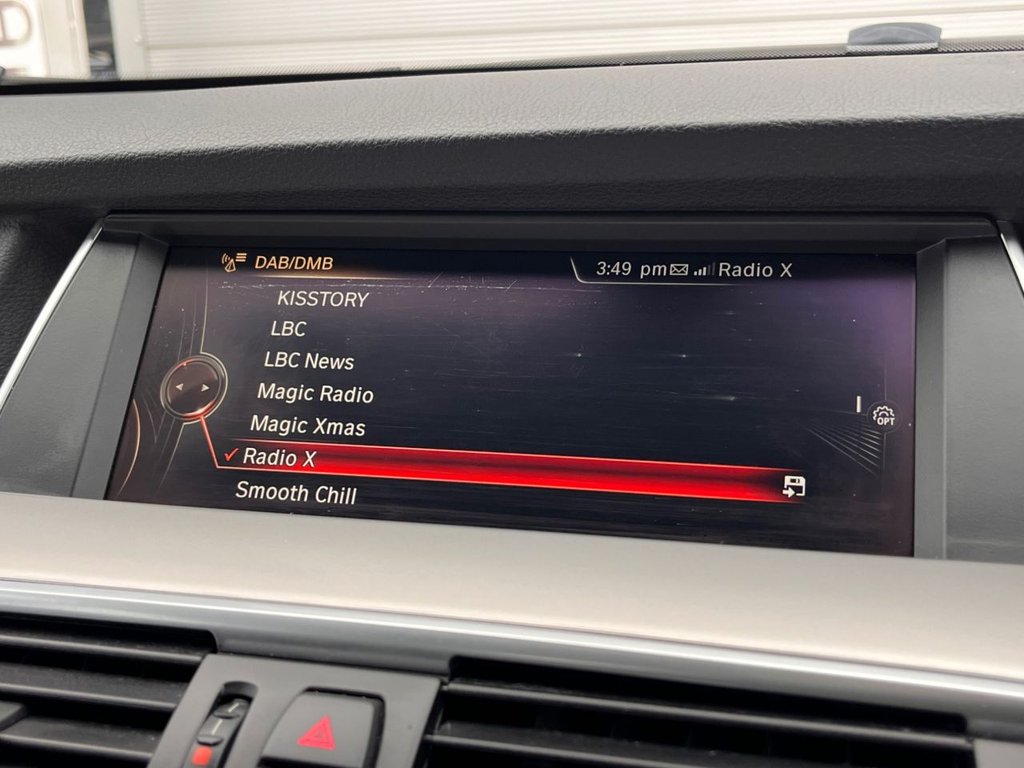 DAB/DMB 3:49 pm Radio X
KISSTORY
LBC
LBC News
Magic Radio
Magic Xmas
OPT
Radio X
Smooth Chill